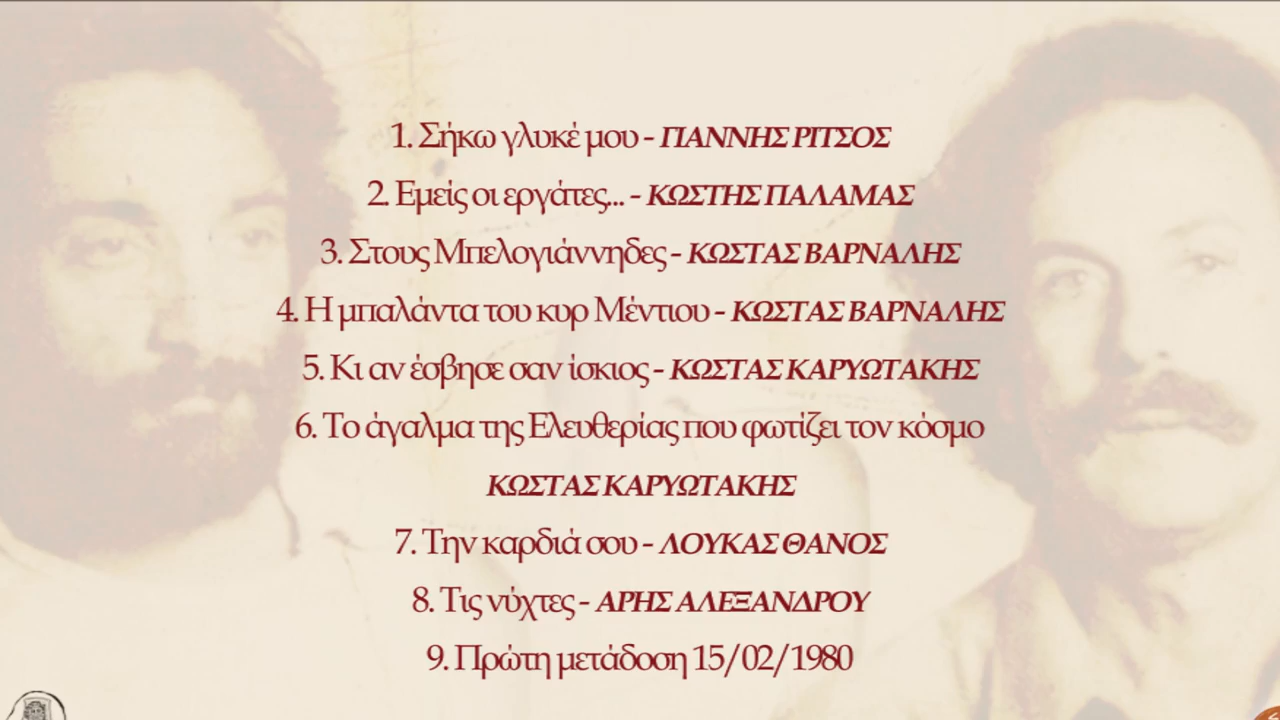 1. Σήκω γλυκέ μου - ΓΙΑΝΝΗΣ ΡΙΤΣΟΣ
2. Εμείς οι εργάτες... - ΚΩΣΤΗΣ ΠΑΛΑΜΑΣ
3. Στους Μπελογιάννηδες - ΚΩΣΤΑΣ ΒΑΡΝΑΛΗΣ
4. Η μπαλάντα του κυρ Μέντιου - ΚΩΣΤΑΣ ΒΑΡΝΑΛΗΣ
5. Κι αν έσβησε σαν ίσκιος - ΚΩΣΤΑΣ ΚΑΡΥΩΤΑΚΗΣ
6. Το άγαλμα της Ελευθερίας που φωτίζει τον κόσμο
ΚΩΣΤΑΣ ΚΑΡΥΩΤΑΚΗΣ
7. Την καρδιά σου - ΛΟΥΚΑΣ ΘΑΝΟΣ
8. Τις νύχτες - ΑΡΗΣ ΑΛΕΞΑΝΔΡΟΥ
9. Πρώτη μετάδοση 15/02/1980